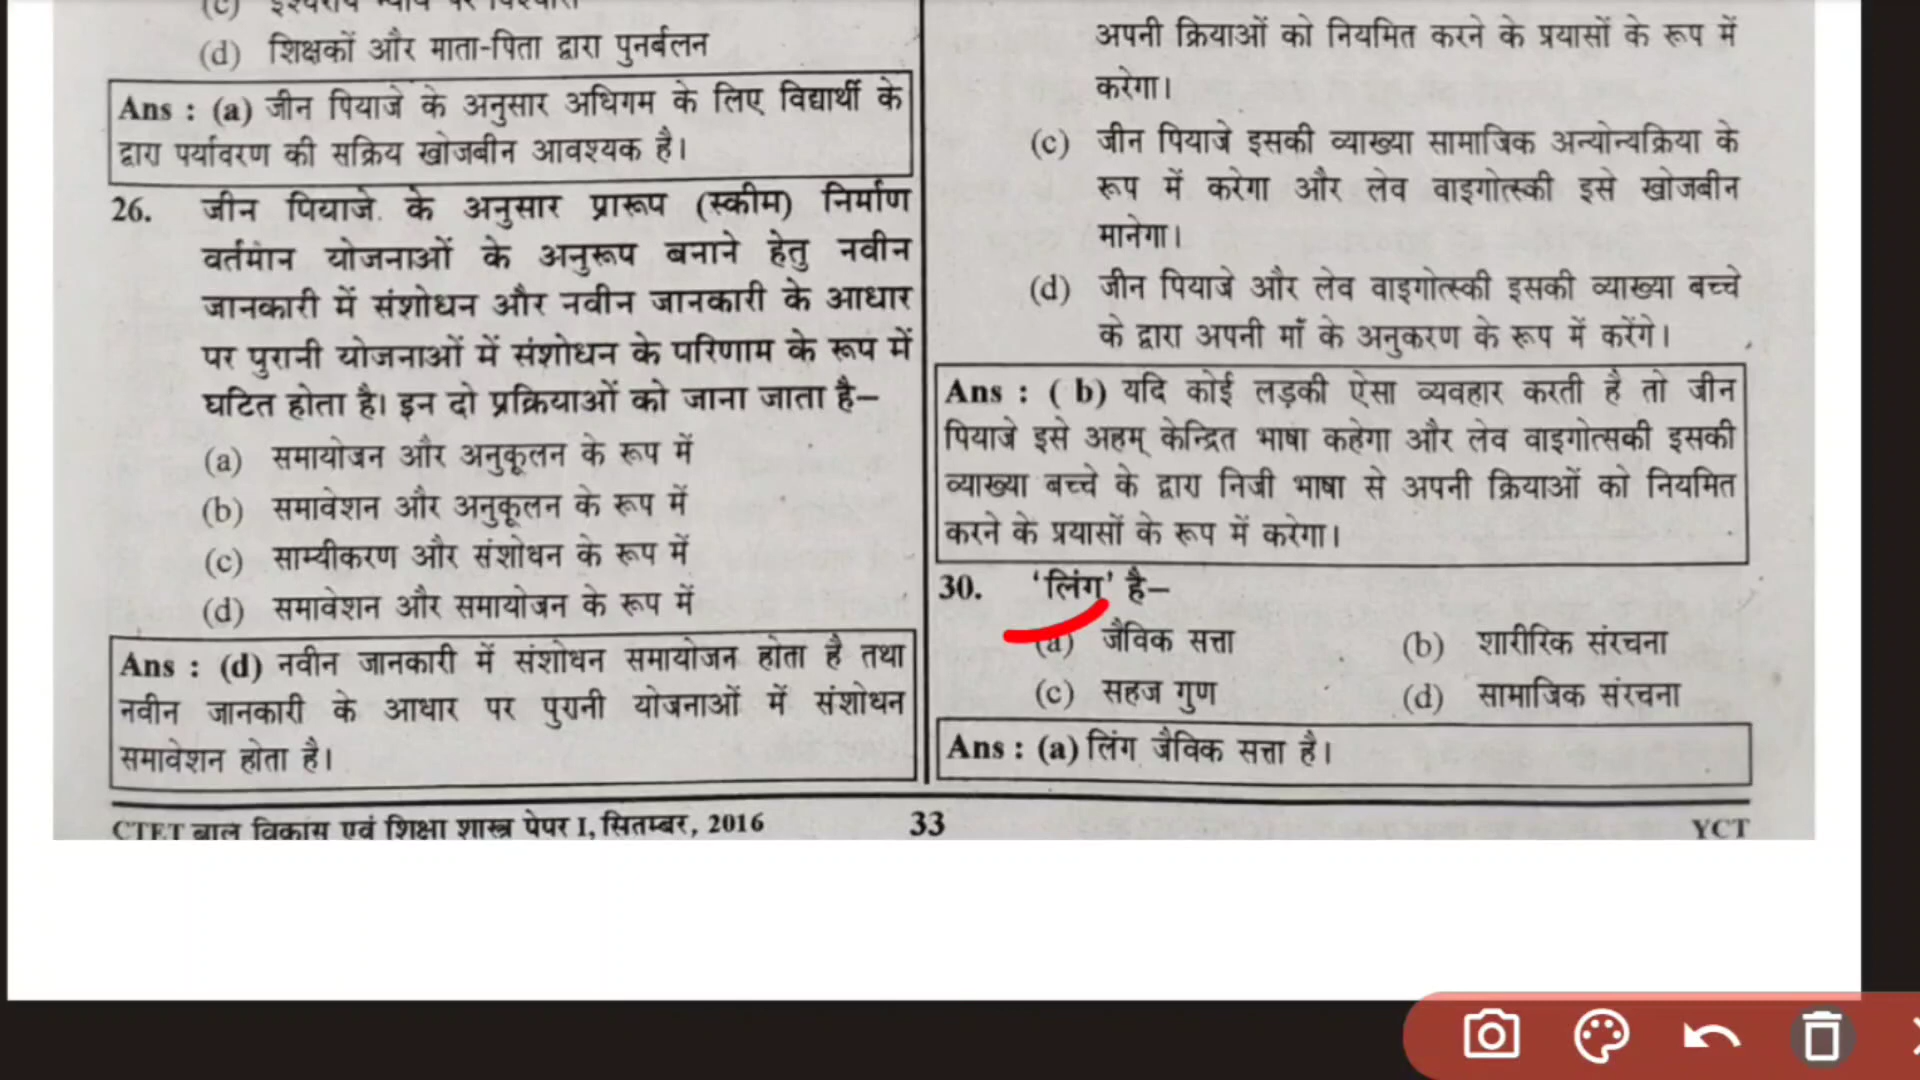 (d) शिक्षकों और माता-पिता द्वारा पुनर्बलन
Ans : (a) जीन पियाजे के अनुसार अधिगम के लिए विद्यार्थी के
द्वारा पर्यावरण की सक्रिय खोजबीन आवश्यक है।
26. जीन पियाजे के अनुसार प्रारूप (स्कीम) निर्माण
वर्तमान योजनाओं के अनुरूप बनाने हेतु नवीन
जानकारी में संशोधन और नवीन जानकारी के आधार
पर पुरानी योजनाओं में संशोधन के परिणाम के रूप में
घटित होता है। इन दो प्रक्रियाओं को जाना जाता है–
(a) समायोजन और अनुकूलन के रूप में
(b) समावेशन और अनुकूलन के रूप में
(c) साम्यीकरण और संशोधन के रूप में
(d) समावेशन और समायोजन के रूप में
Ans : (d) नवीन जानकारी में संशोधन समायोजन होता है तथा
नवीन जानकारी के आधार पर पुरानी योजनाओं में संशोधन
समावेशन होता है।
अपनी क्रियाओं को नियमित करने के प्रयासों के रूप में
करेगा।
(c) जीन पियाजे इसकी व्याख्या सामाजिक अन्योन्यक्रिया के
रूप में करेगा और लेव वाइगोत्स्की इसे खोजबीन
मानेगा।
(d) जीन पियाजे और लेव वाइगोत्स्की इसकी व्याख्या बच्चे
के द्वारा अपनी माँ के अनुकरण के रूप में करेंगे।
Ans : ( b) यदि कोई लड़की ऐसा व्यवहार करती है तो जीन
पियाजे इसे अहम् केन्द्रित भाषा कहेगा और लेव वाइगोत्सकी इसकी
व्याख्या बच्चे के द्वारा निजी भाषा से अपनी क्रियाओं को नियमित
करने के प्रयासों के रूप में करेगा।
30. ‘लिंग’ है–
(a) जैविक सत्ता (b) शारीरिक संरचना
(c) सहज गुण (d) सामाजिक संरचना
Ans : (a) लिंग जैविक सत्ता है।
CTET बाल विकास एवं शिक्षा शास्त्र पेपर I, सितम्बर, 2016 33 YCT